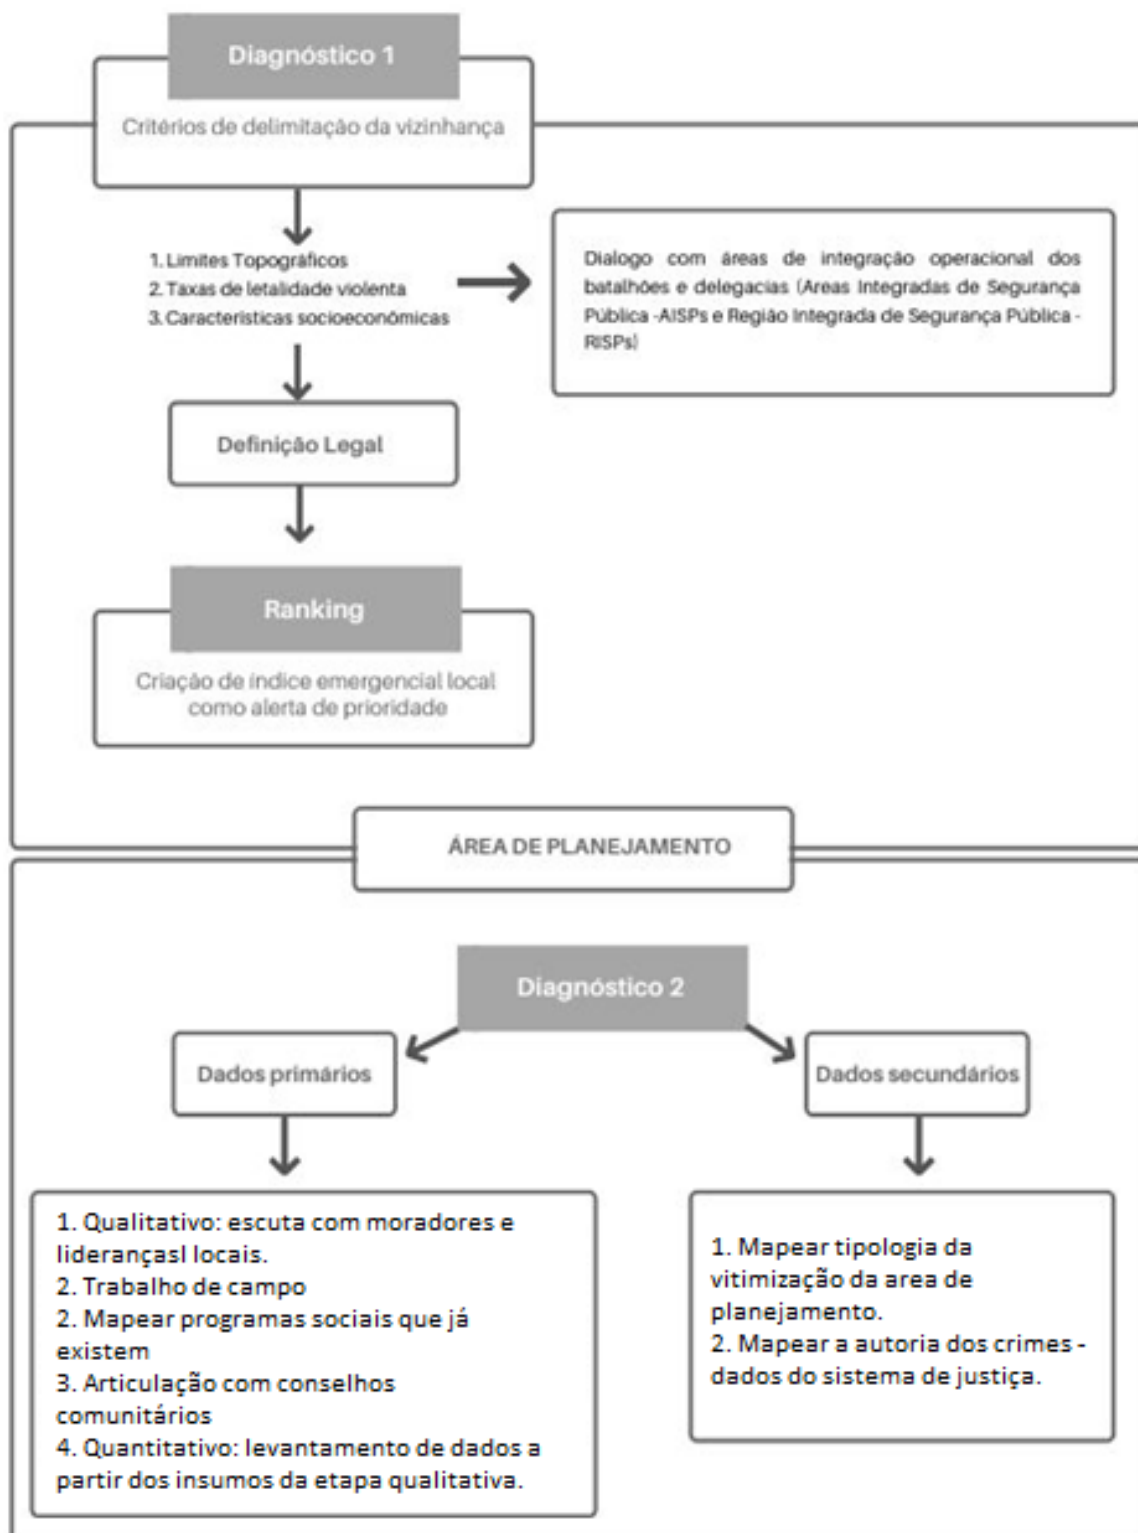 Diagnóstico 1
Critérios de delimitação da vizinhança
1. Limites Topográficos
2. Taxas de letalidade violenta
3. Caracteristicas socioeconômicas
Dialogo com áreas de integração operacional dos
batalhões e delegacias (Areas Integradas de Segurança
Pública -AISPs e Região Integrada de Segurança Pública -
RISPs)
Definição Legal
Ranking
Criação de índice emergencial local
como alerta de prioridade
ÁREA DE PLANEJAMENTO
Diagnóstico 2
Dados primários
Dados secundários
1. Qualitativo: escuta com moradores e
liderançasl locais.
2. Trabalho de campo
2. Mapear programas sociais que já
existem
3. Articulação com conselhos
comunitários
4. Quantitativo: levantamento de dados a
partir dos insumos da etapa qualitativa.
1. Mapear tipologia da
vitimização da area de
planejamento.
2. Mapear a autoria dos crimes -
dados do sistema de justiça.